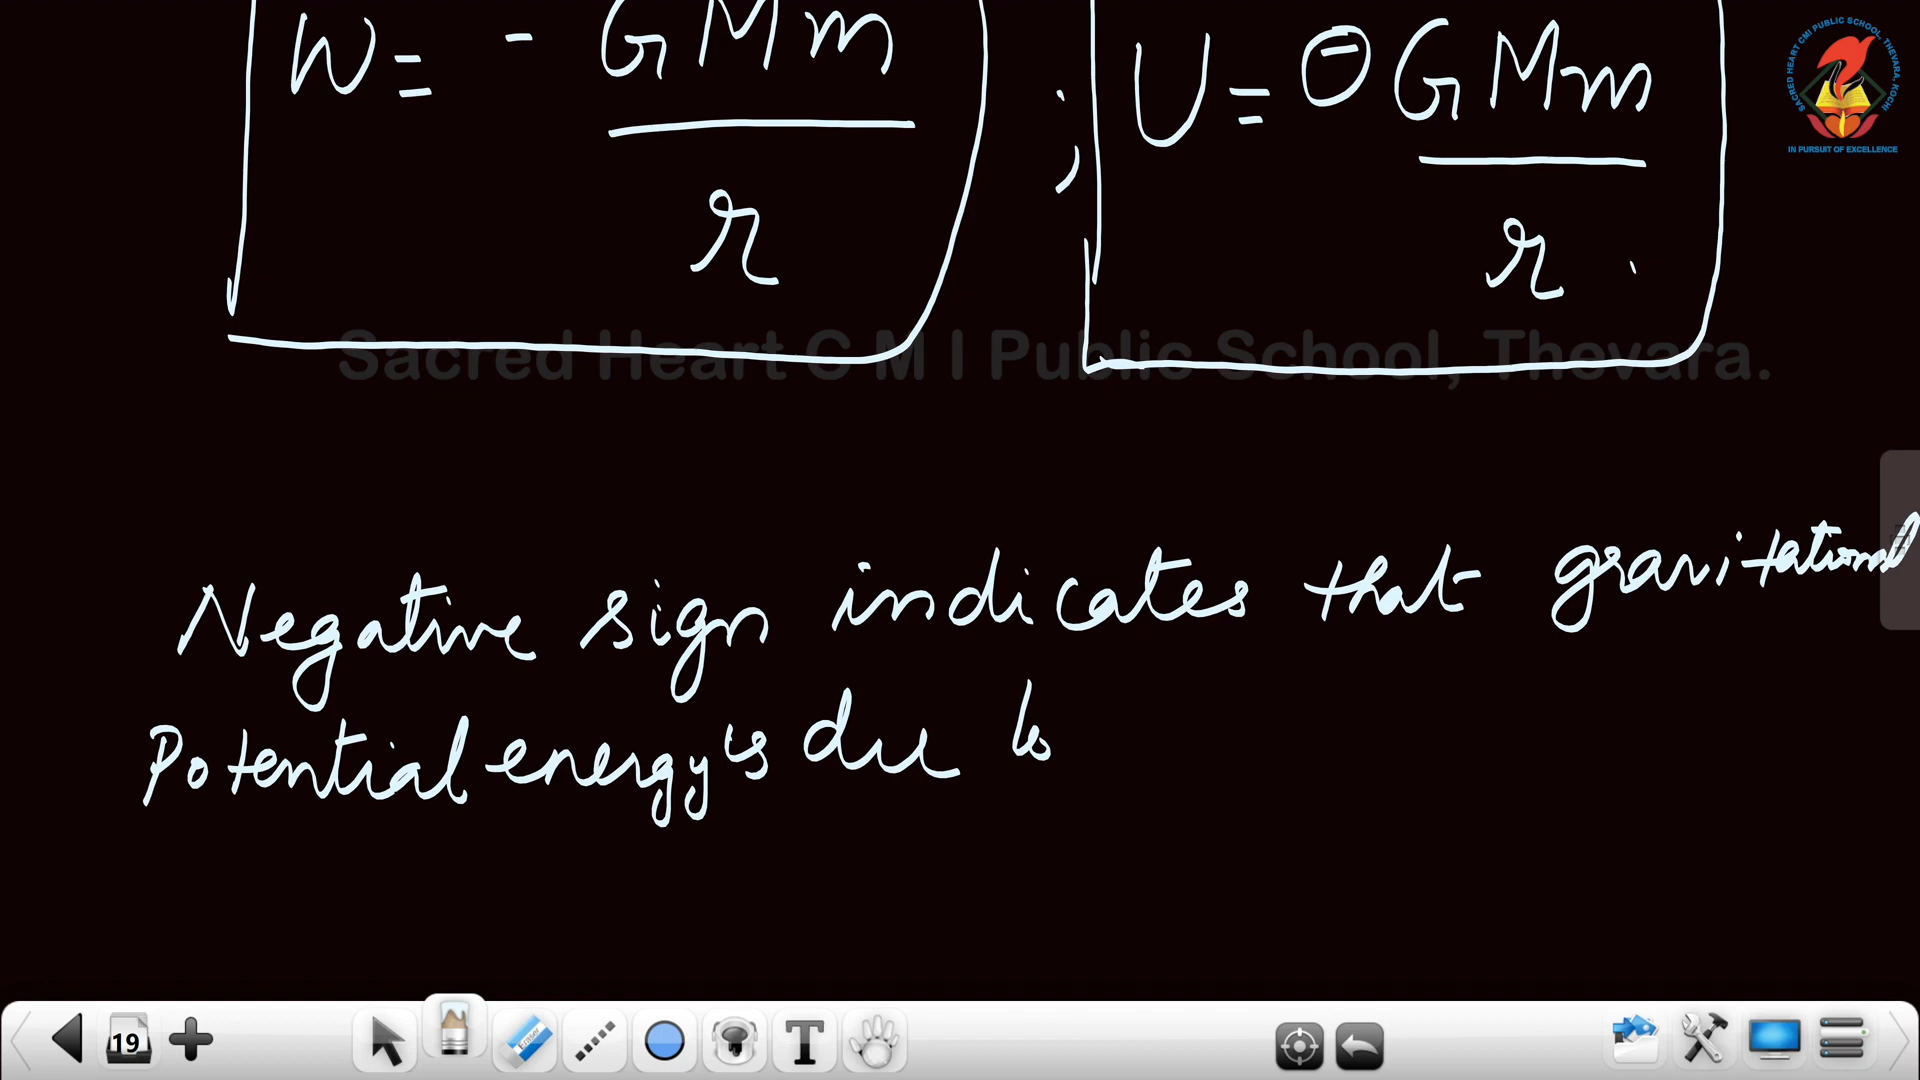 W = - GMm / r ; U = ⊖ GMm / r
SACRED HEART CMI PUBLIC SCHOOL, THEVARA, KOCHI
IN PURSUIT OF EXCELLENCE
Sacred Heart C M I Public School, Thevara.
Negative sign indicates that gravitational
Potential energy is due to
19
Eraser
T